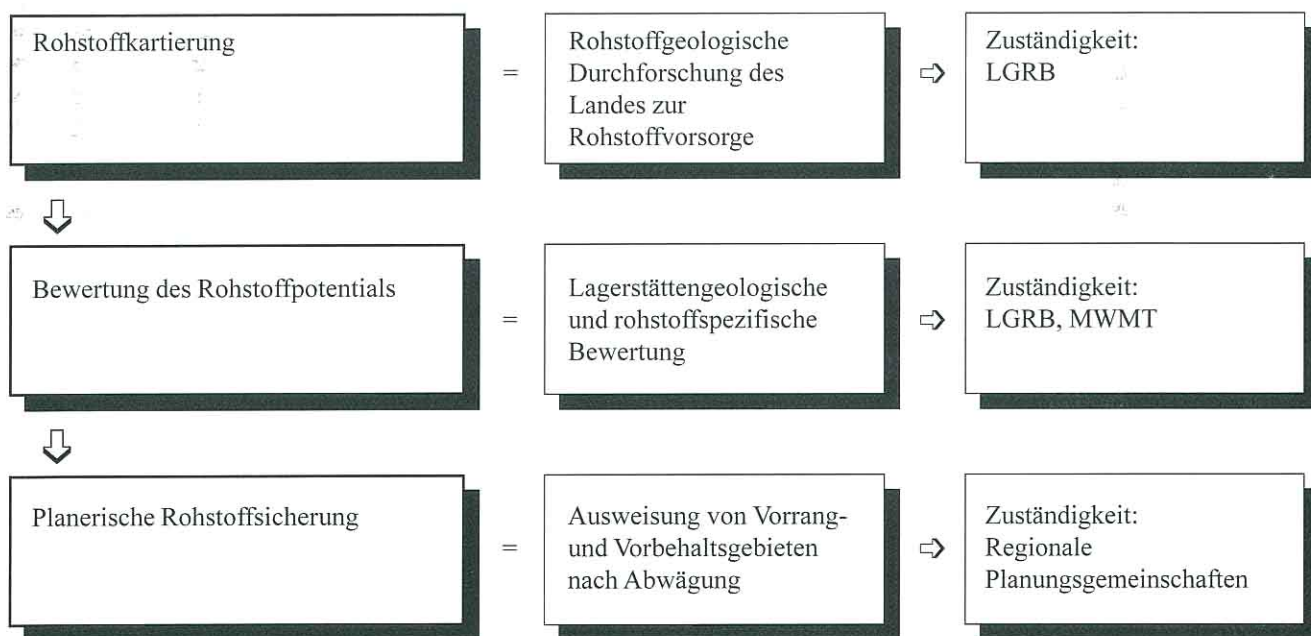 Rohstoffkartierung
=
Rohstoffgeologische
Durchforschung des
Landes zur
Rohstoffvorsorge
⇨
Zuständigkeit:
LGRB
⇩
Bewertung des Rohstoffpotentials
=
Lagerstättengeologische
und rohstoffspezifische
Bewertung
⇨
Zuständigkeit:
LGRB, MWMT
⇩
Planerische Rohstoffsicherung
=
Ausweisung von Vorrang-
und Vorbehaltsgebieten
nach Abwägung
⇨
Zuständigkeit:
Regionale
Planungsgemeinschaften